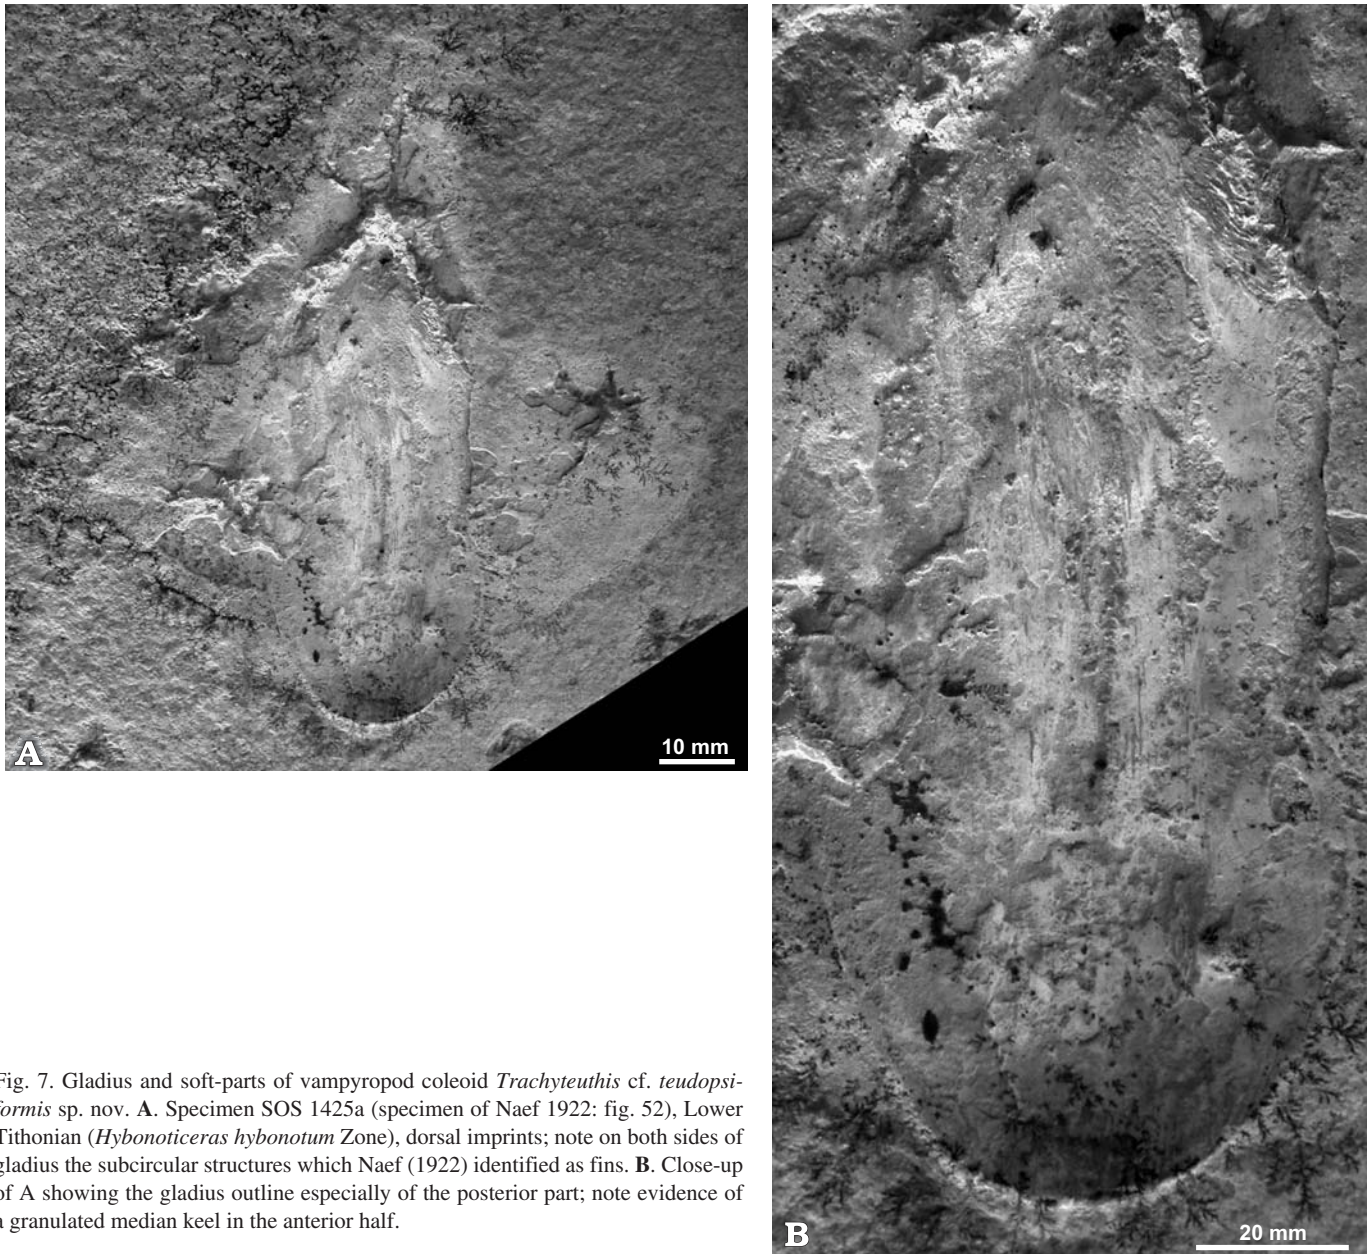 A
10 mm
B
20 mm
Fig. 7. Gladius and soft-parts of vampyropod coleoid Trachyteuthis cf. teudopsi-
formis sp. nov. A. Specimen SOS 1425a (specimen of Naef 1922: fig. 52), Lower
Tithonian (Hybonoticeras hybonotum Zone), dorsal imprints; note on both sides of
gladius the subcircular structures which Naef (1922) identified as fins. B. Close-up
of A showing the gladius outline especially of the posterior part; note evidence of
a granulated median keel in the anterior half.